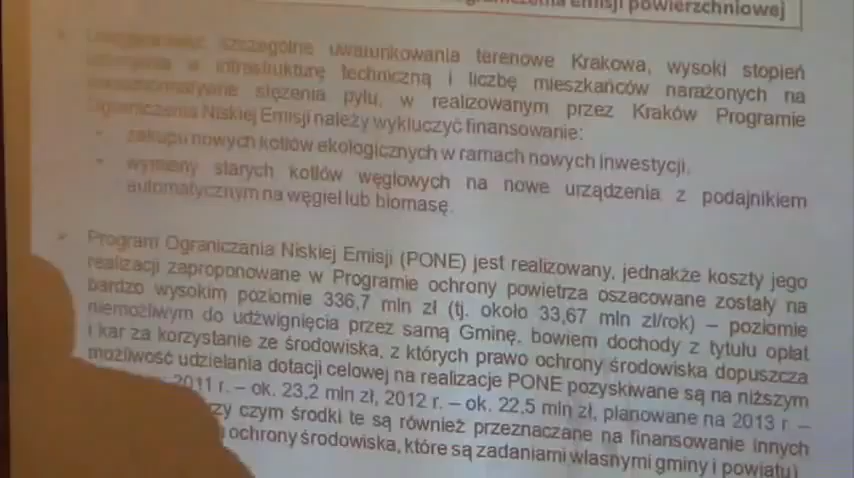 emisji powierzchniowej
szczególne uwarunkowania terenowe Krakowa, wysoki stopień
w infrastrukturę techniczną i liczbę mieszkańców narażonych na
stężenia pyłu, w realizowanym przez Kraków Programie
Ograniczania Niskiej Emisji należy wykluczyć finansowanie:
zakupu nowych kotłów ekologicznych w ramach nowych inwestycji,
wymiany starych kotłów węglowych na nowe urządzenia z podajnikiem
automatycznym na węgiel lub biomasę.
Program Ograniczania Niskiej Emisji (PONE) jest realizowany, jednakże koszty jego
realizacji zaproponowane w Programie ochrony powietrza oszacowane zostały na
bardzo wysokim poziomie 336,7 mln zł (tj. około 33,67 mln zł/rok) – poziomie
niemożliwym do udźwignięcia przez samą Gminę, bowiem dochody z tytułu opłat
i kar za korzystanie ze środowiska, z których prawo ochrony środowiska dopuszcza
możliwość udzielania dotacji celowej na realizacje PONE pozyskiwane są na niższym
2011 r. – ok. 23,2 mln zł, 2012 r. – ok. 22,5 mln zł, planowane na 2013 r. –
czym środki te są również przeznaczane na finansowanie innych
ochrony środowiska, które są zadaniami własnymi gminy i powiatu).